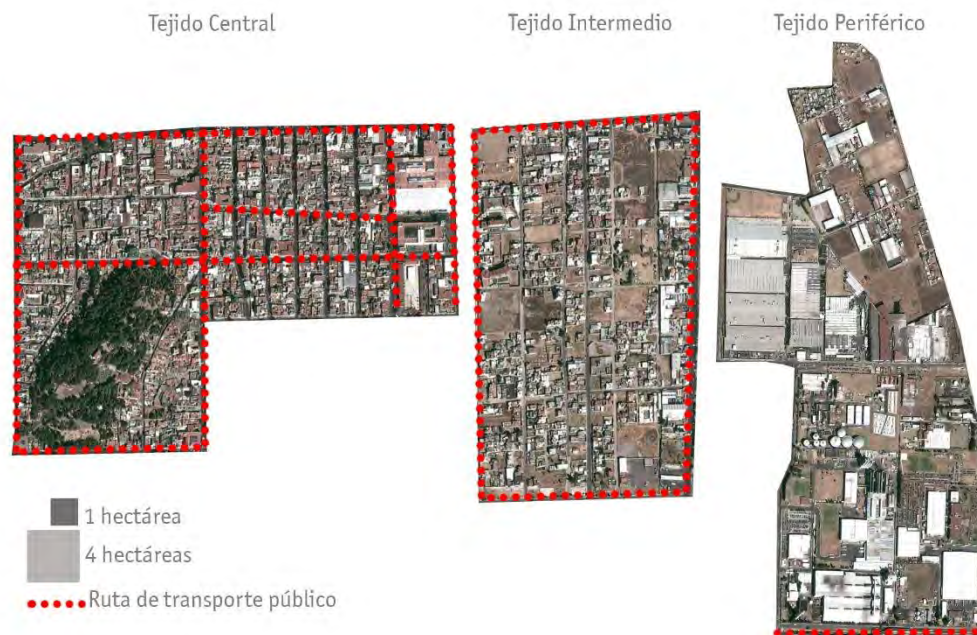 Tejido Central
Tejido Intermedio
Tejido Periférico
1 hectárea
4 hectáreas
Ruta de transporte público